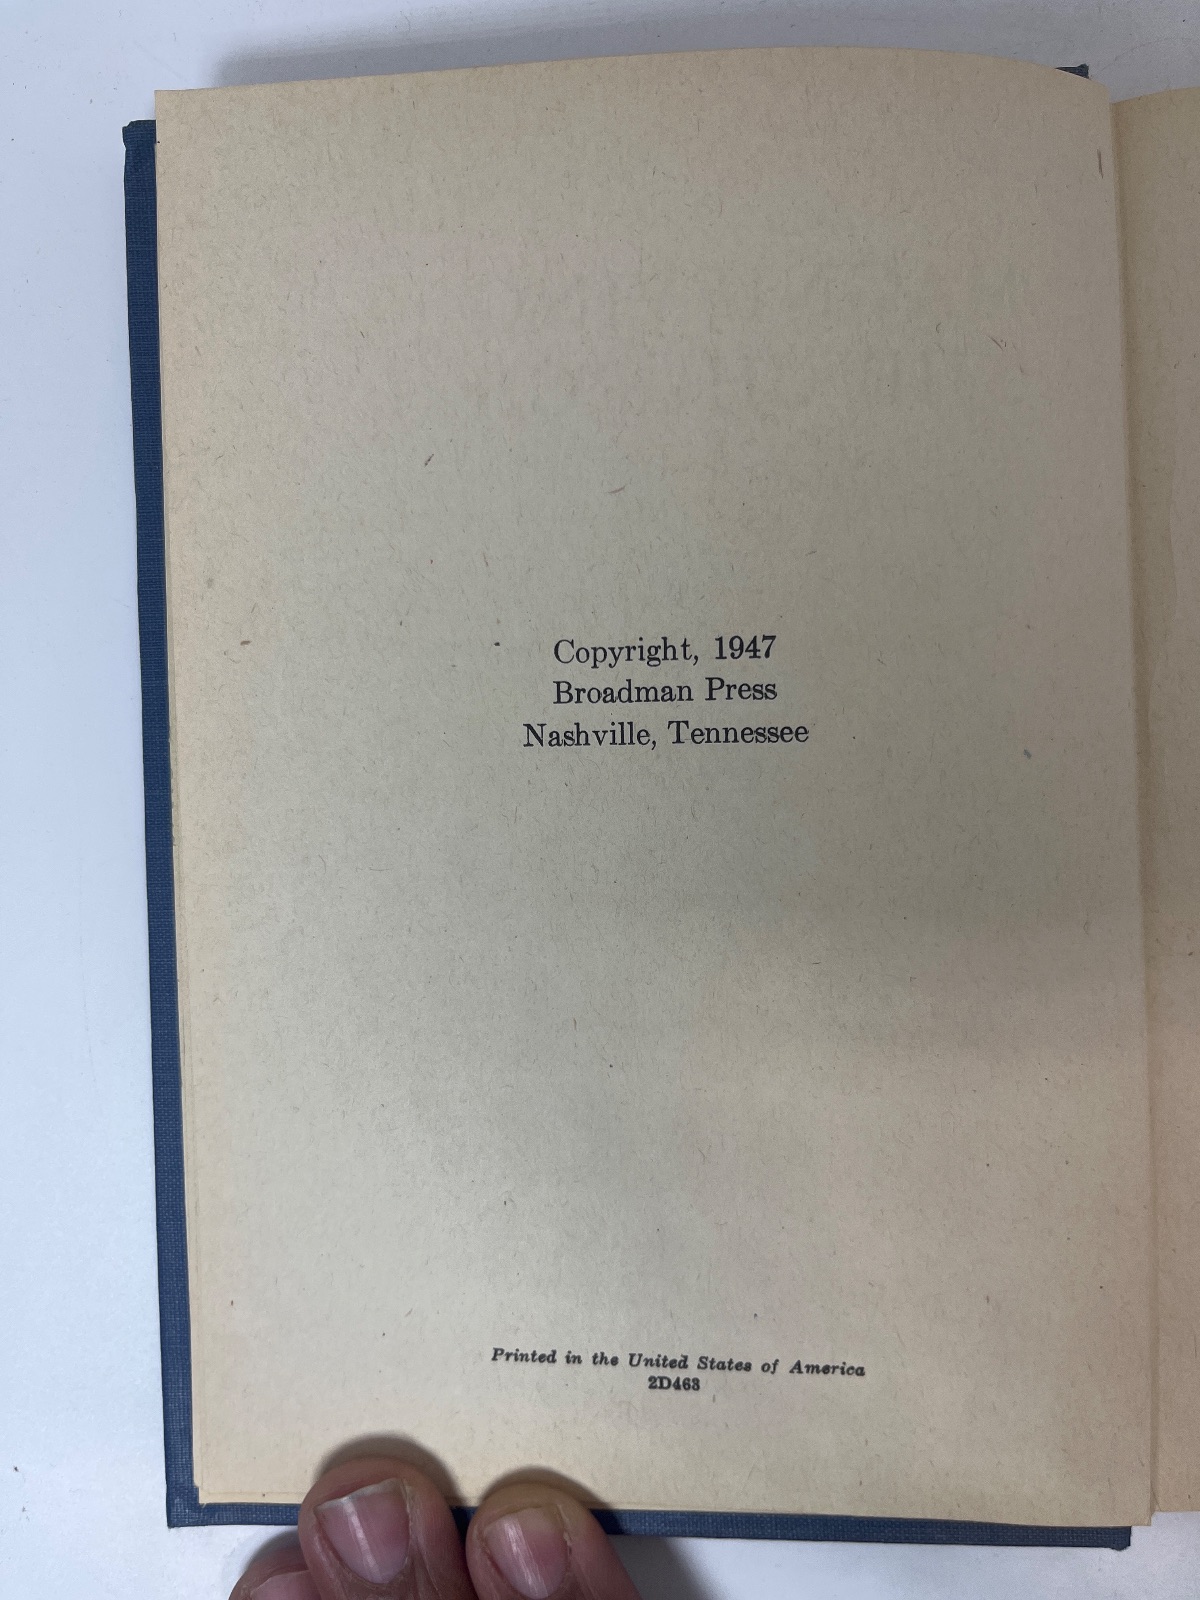 Copyright, 1947
Broadman Press
Nashville, Tennessee
Printed in the United States of America
2D463